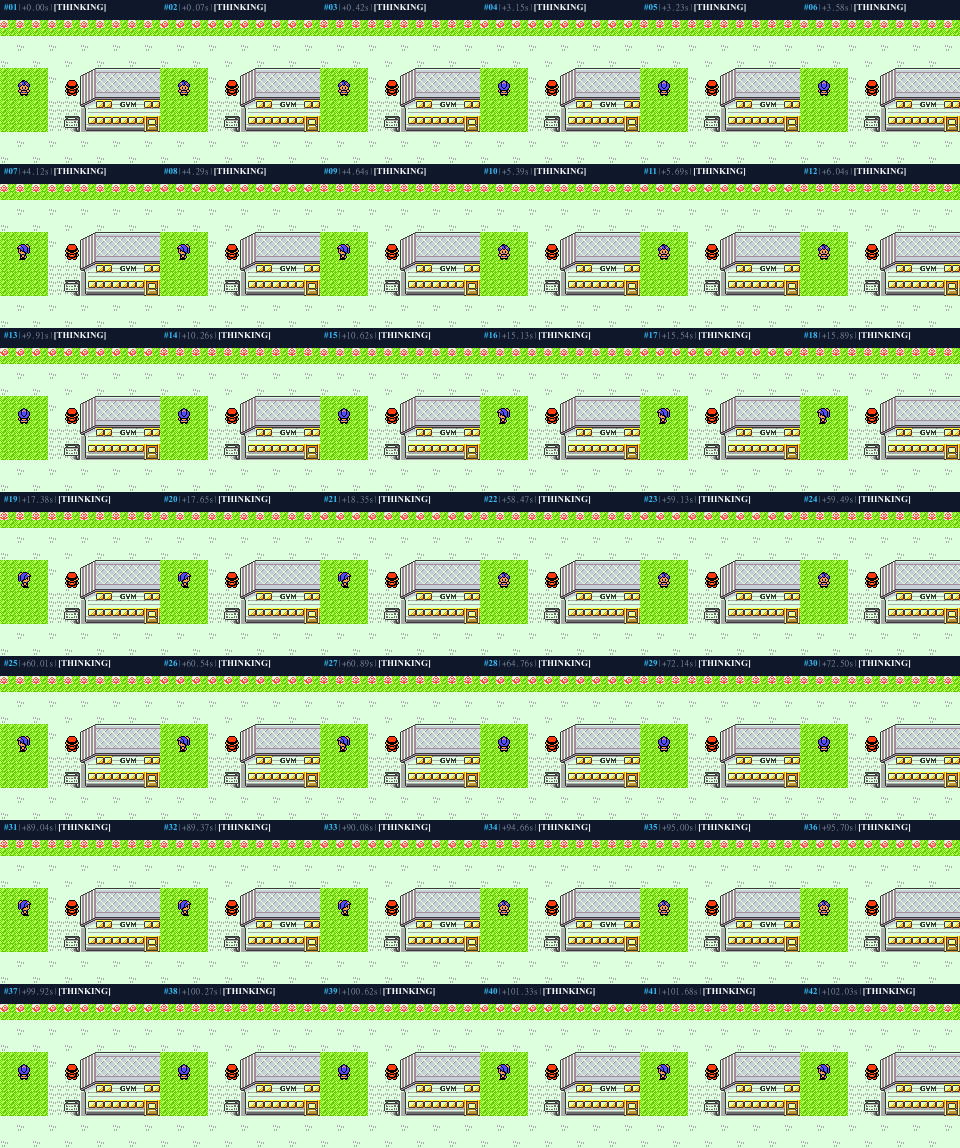 #01 | +0.00s | [THINKING] #02 | +0.07s | [THINKING] #03 | +0.42s | [THINKING] #04 | +3.15s | [THINKING] #05 | +3.23s | [THINKING] #06 | +3.58s | [THINKING]
GYM GYM GYM GYM GYM GYM
#07 | +4.12s | [THINKING] #08 | +4.29s | [THINKING] #09 | +4.64s | [THINKING] #10 | +5.39s | [THINKING] #11 | +5.69s | [THINKING] #12 | +6.04s | [THINKING]
GYM GYM GYM GYM GYM GYM
#13 | +9.91s | [THINKING] #14 | +10.26s | [THINKING] #15 | +10.62s | [THINKING] #16 | +15.13s | [THINKING] #17 | +15.54s | [THINKING] #18 | +15.89s | [THINKING]
GYM GYM GYM GYM GYM GYM
#19 | +17.38s | [THINKING] #20 | +17.65s | [THINKING] #21 | +18.35s | [THINKING] #22 | +58.47s | [THINKING] #23 | +59.13s | [THINKING] #24 | +59.49s | [THINKING]
GYM GYM GYM GYM GYM GYM
#25 | +60.01s | [THINKING] #26 | +60.54s | [THINKING] #27 | +60.89s | [THINKING] #28 | +64.76s | [THINKING] #29 | +72.14s | [THINKING] #30 | +72.50s | [THINKING]
GYM GYM GYM GYM GYM GYM
#31 | +89.04s | [THINKING] #32 | +89.37s | [THINKING] #33 | +90.08s | [THINKING] #34 | +94.66s | [THINKING] #35 | +95.00s | [THINKING] #36 | +95.70s | [THINKING]
GYM GYM GYM GYM GYM GYM
#37 | +99.92s | [THINKING] #38 | +100.27s | [THINKING] #39 | +100.62s | [THINKING] #40 | +101.33s | [THINKING] #41 | +101.68s | [THINKING] #42 | +102.03s | [THINKING]
GYM GYM GYM GYM GYM GYM